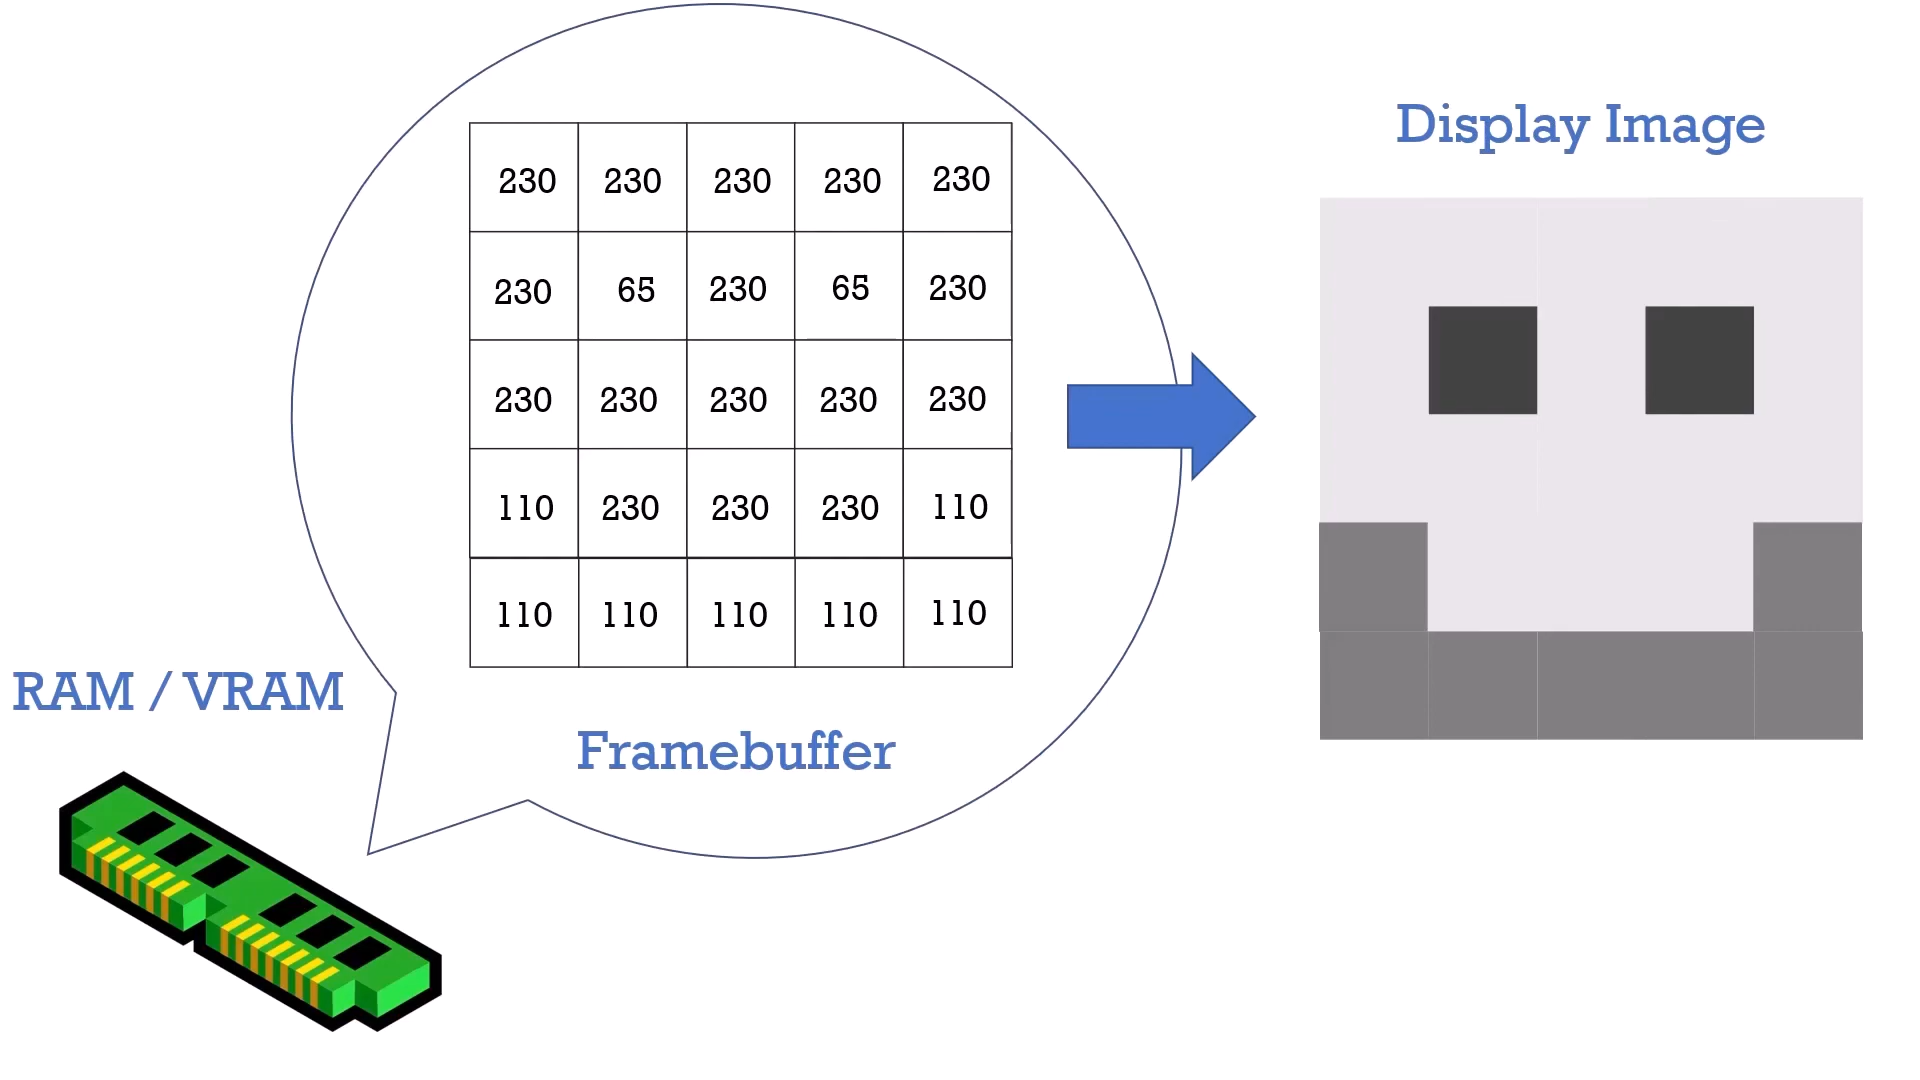 Display Image
230 230 230 230 230
230 65 230 65 230
230 230 230 230 230
110 230 230 230 110
110 110 110 110 110
RAM / VRAM
Framebuffer